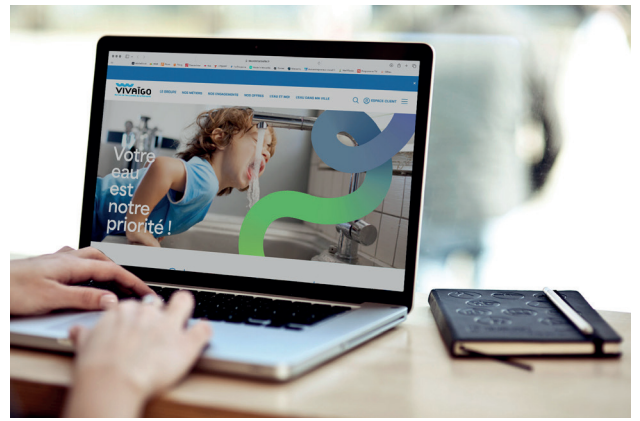 VIVAÏGO
LE GROUPE NOS MÉTIERS NOS ENGAGEMENTS NOS OFFRES L'EAU ET MOI L'EAU DANS MA VILLE ESPACE CLIENT
Votre
eau
est
notre
priorité !